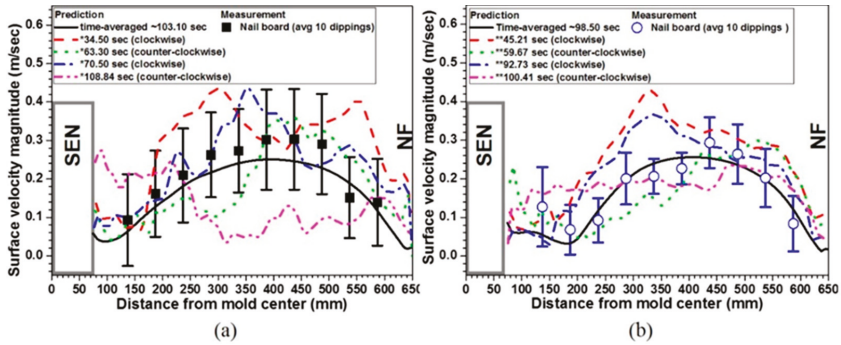 Prediction Measurement
time-averaged ~103.10 sec Nail board (avg 10 dippings)
*34.50 sec (clockwise)
*63.30 sec (counter-clockwise)
*70.50 sec (clockwise)
*108.84 sec (counter-clockwise)
Surface velocity magnitude (m/sec)
0.6
0.5
0.4
0.3
0.2
0.1
0.0
SEN
NF
0 50 100 150 200 250 300 350 400 450 500 550 600 650
Distance from mold center (mm)
(a)
Prediction Measurement
Time-averaged ~98.50 sec Nail board (avg 10 dippings )
**45.21 sec (clockwise)
**59.67 sec (counter-clockwise)
**92.73 sec (clockwise)
**100.41 sec (counter-clockwise)
Surface velocity magnitude (m/sec)
0.6
0.5
0.4
0.3
0.2
0.1
0.0
SEN
NF
0 50 100 150 200 250 300 350 400 450 500 550 600 650
Distance from mold center (mm)
(b)